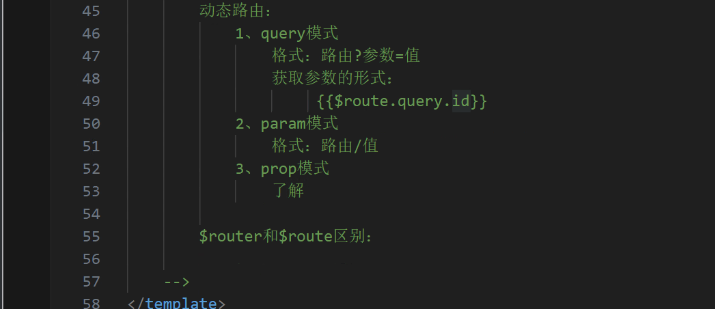 45 动态路由:
46 1、query模式
47 格式: 路由?参数=值
48 获取参数的形式:
49 {{$route.query.id}}
50 2、param模式
51 格式: 路由/值
52 3、prop模式
53 了解
54
55 $router和$route区别:
56
57 -->
58 </template>